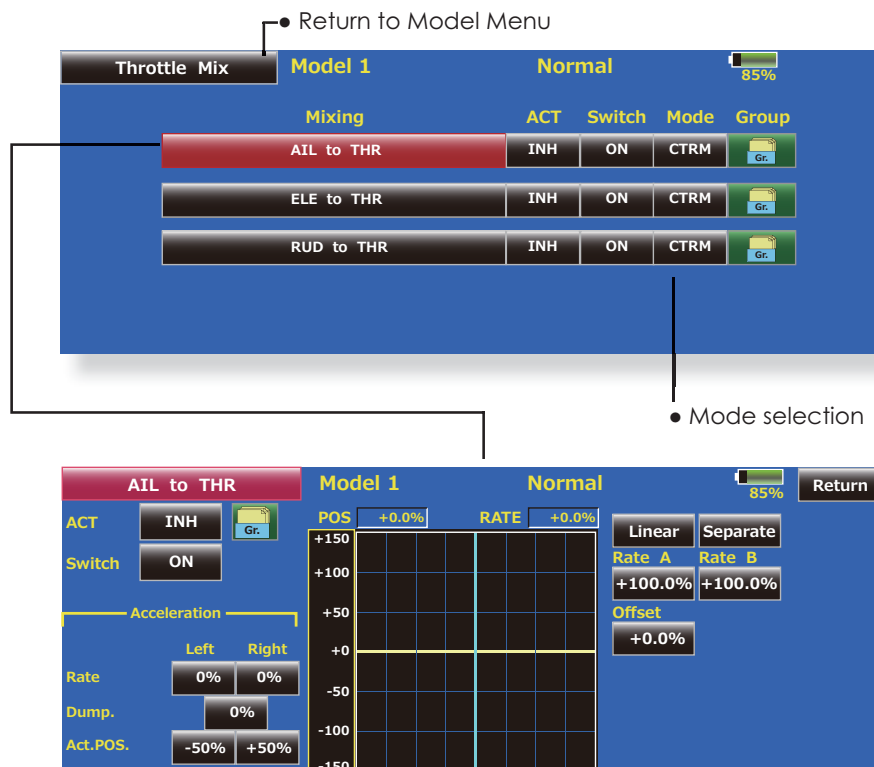 ● Return to Model Menu
Throttle Mix Model 1 Normal 85%
Mixing ACT Switch Mode Group
AIL to THR INH ON CTRM Gr.
ELE to THR INH ON CTRM Gr.
RUD to THR INH ON CTRM Gr.
● Mode selection
AIL to THR Model 1 Normal 85% Return
ACT INH Gr. POS +0.0% RATE +0.0% Linear Separate
Switch ON +150 Rate A Rate B
+100 +100.0% +100.0%
Acceleration +50 Offset
Left Right +0 +0.0%
Rate 0% 0% -50
Dump. 0% -100
Act.POS. -50% +50% -150